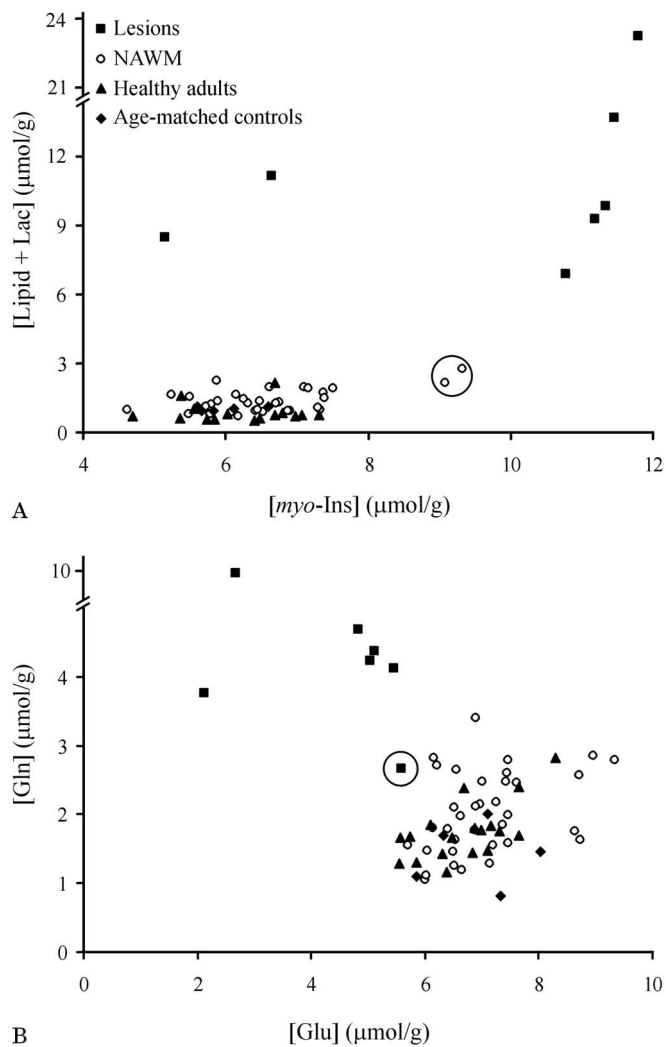 24
21
12
9
6
3
0
[Lipid + Lac] (μmol/g)
Lesions
NAWM
Healthy adults
Age-matched controls
4 6 8 10 12
[myo-Ins] (μmol/g)
A
10
4
3
2
1
0
[Gln] (μmol/g)
0 2 4 6 8 10
[Glu] (μmol/g)
B